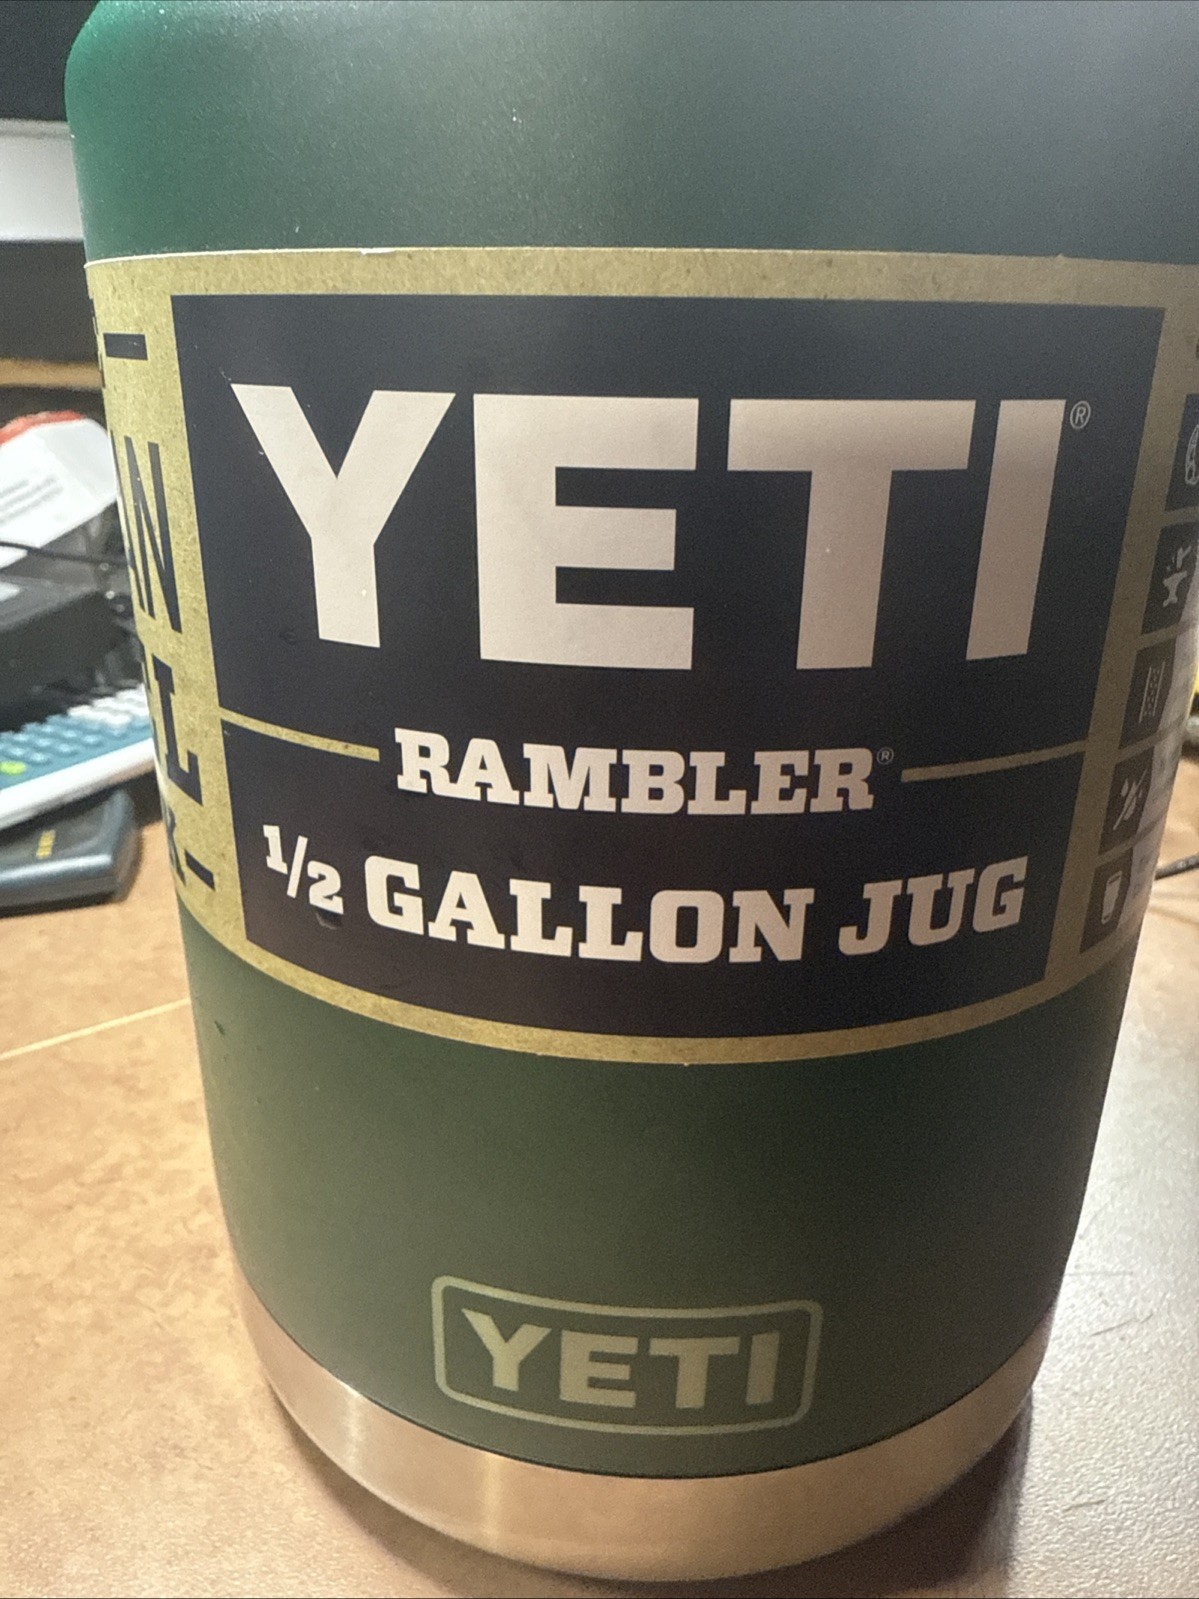 YETI®
RAMBLER®
1/2 GALLON JUG
YETI